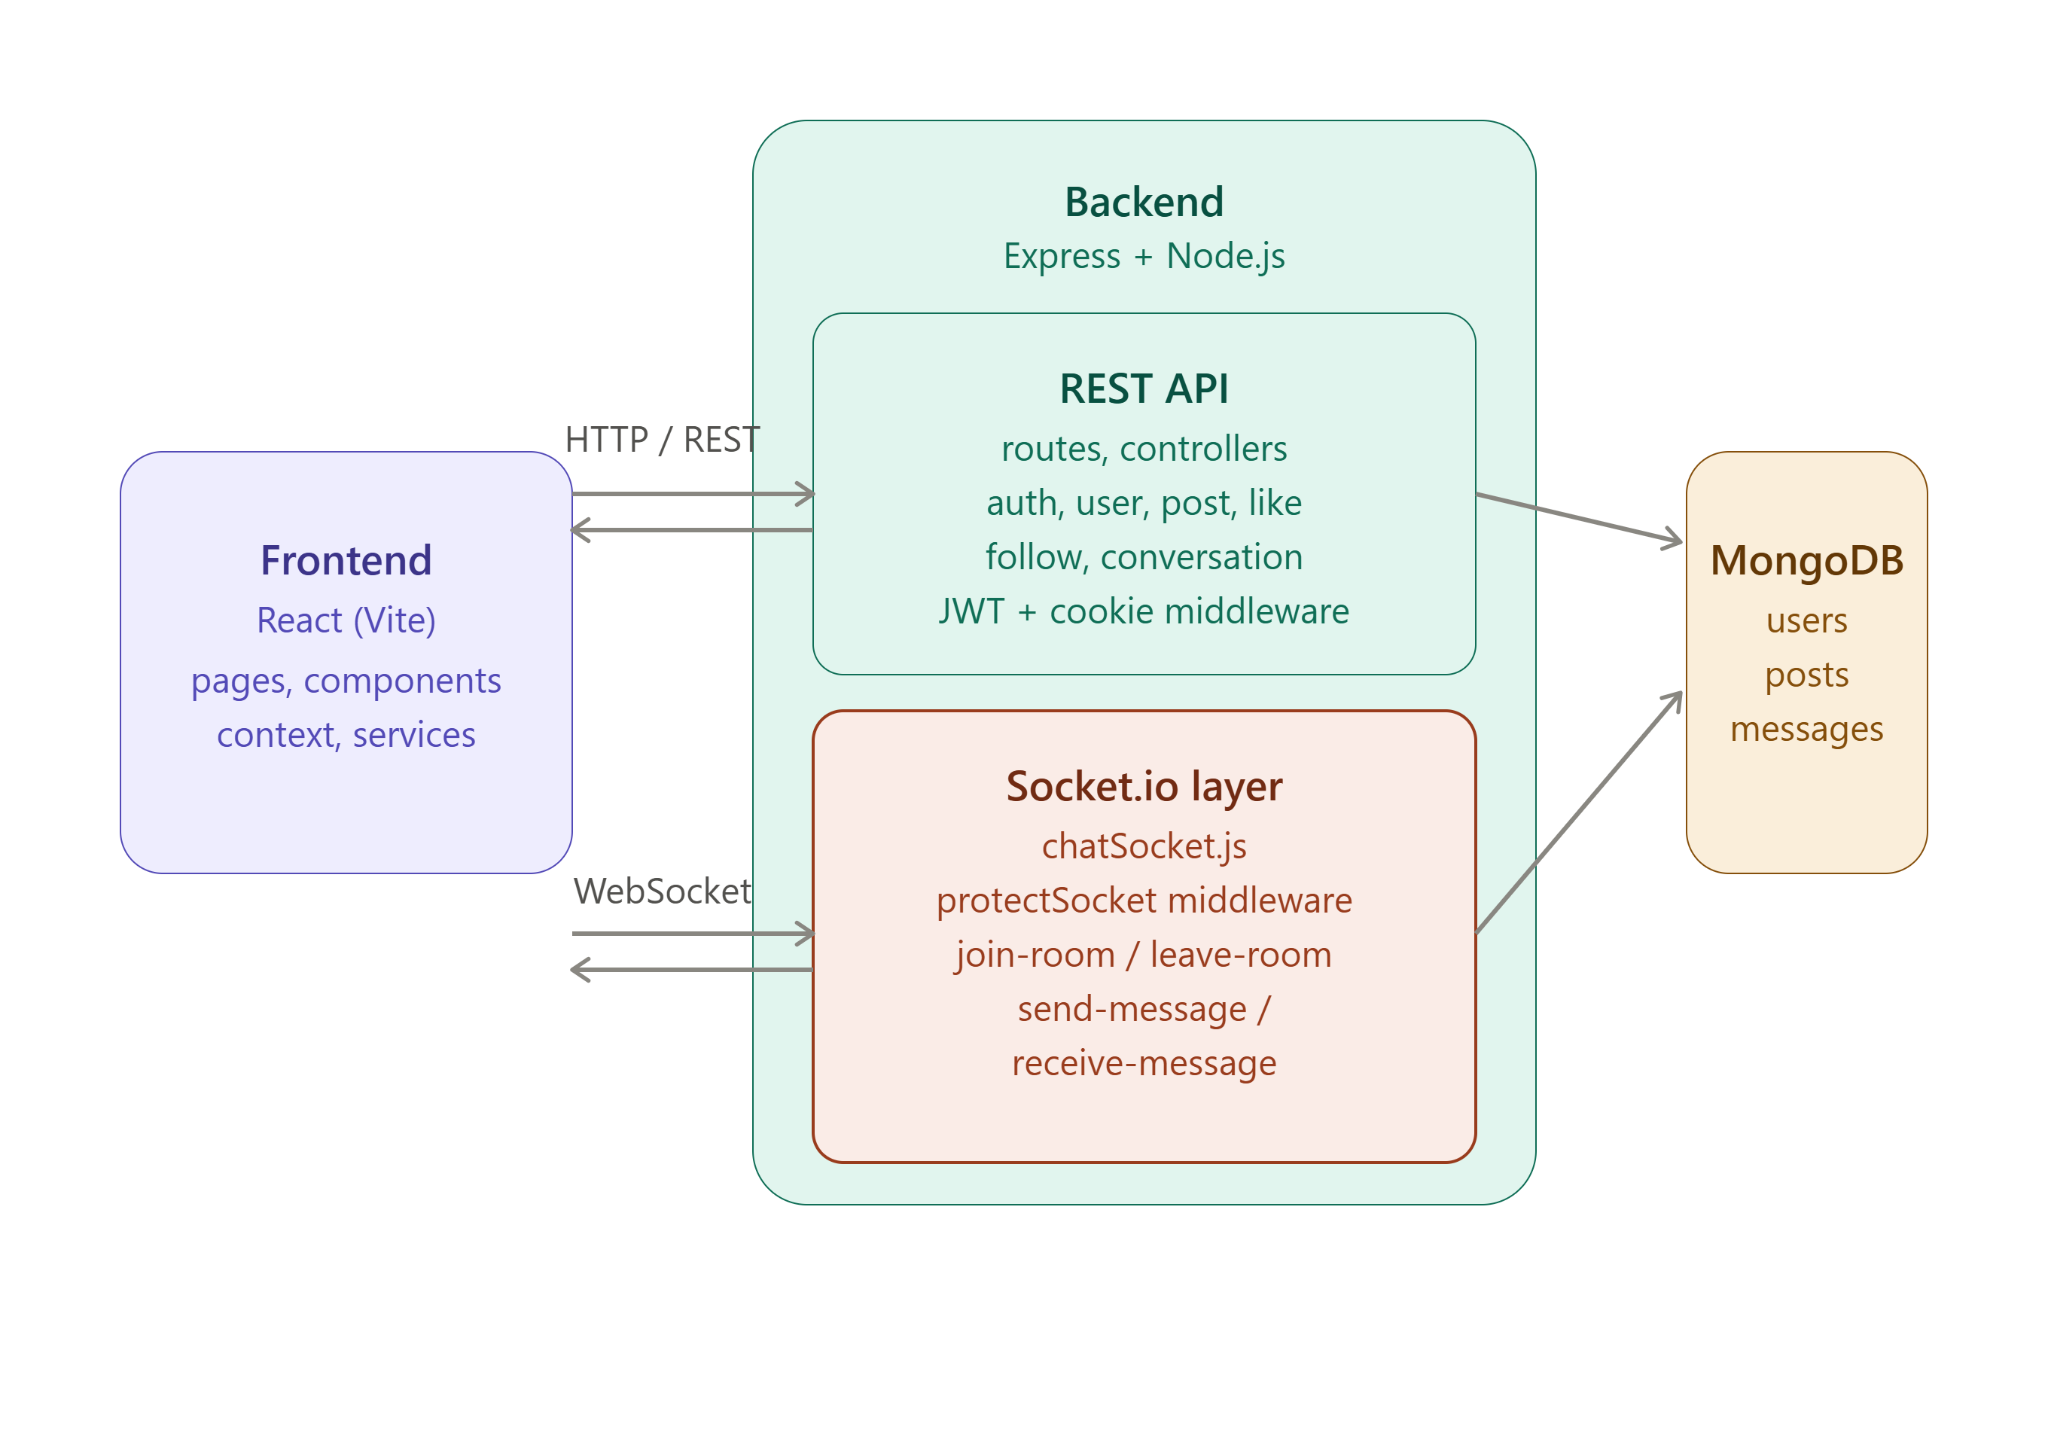 Backend
Express + Node.js
REST API
routes, controllers
auth, user, post, like
follow, conversation
JWT + cookie middleware
HTTP / REST
Frontend
React (Vite)
pages, components
context, services
WebSocket
Socket.io layer
chatSocket.js
protectSocket middleware
join-room / leave-room
send-message /
receive-message
MongoDB
users
posts
messages